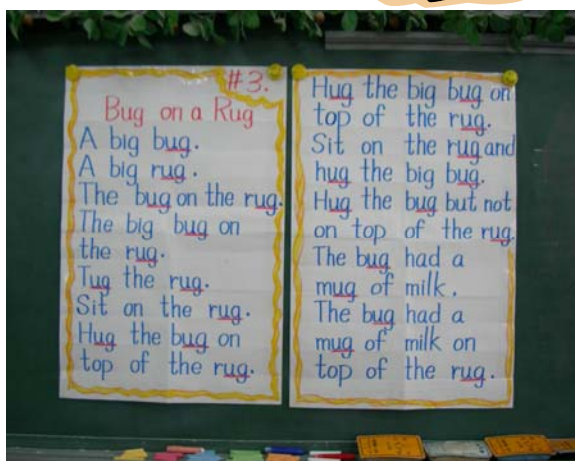 #3.
Bug on a Rug
A big bug.
A big rug.
The bug on the rug.
The big bug on
the rug.
Tug the rug.
Sit on the rug.
Hug the bug on
top of the rug.
Hug the big bug on
top of the rug.
Sit on the rug and
hug the big bug.
Hug the bug but not
on top of the rug.
The bug had a
mug of milk.
The bug had a
mug of milk on
top of the rug.